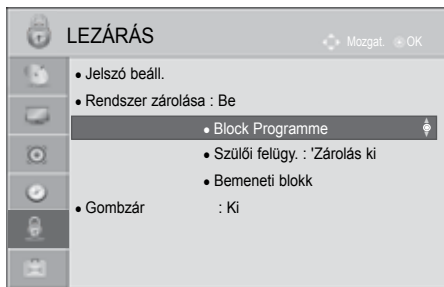 LEZÁRÁS
Mozgat. OK
• Jelszó beáll.
• Rendszer zárolása : Be
• Block Programme
• Szülői felügy. : 'Zárolás ki
• Bemeneti blokk
• Gombzár : Ki